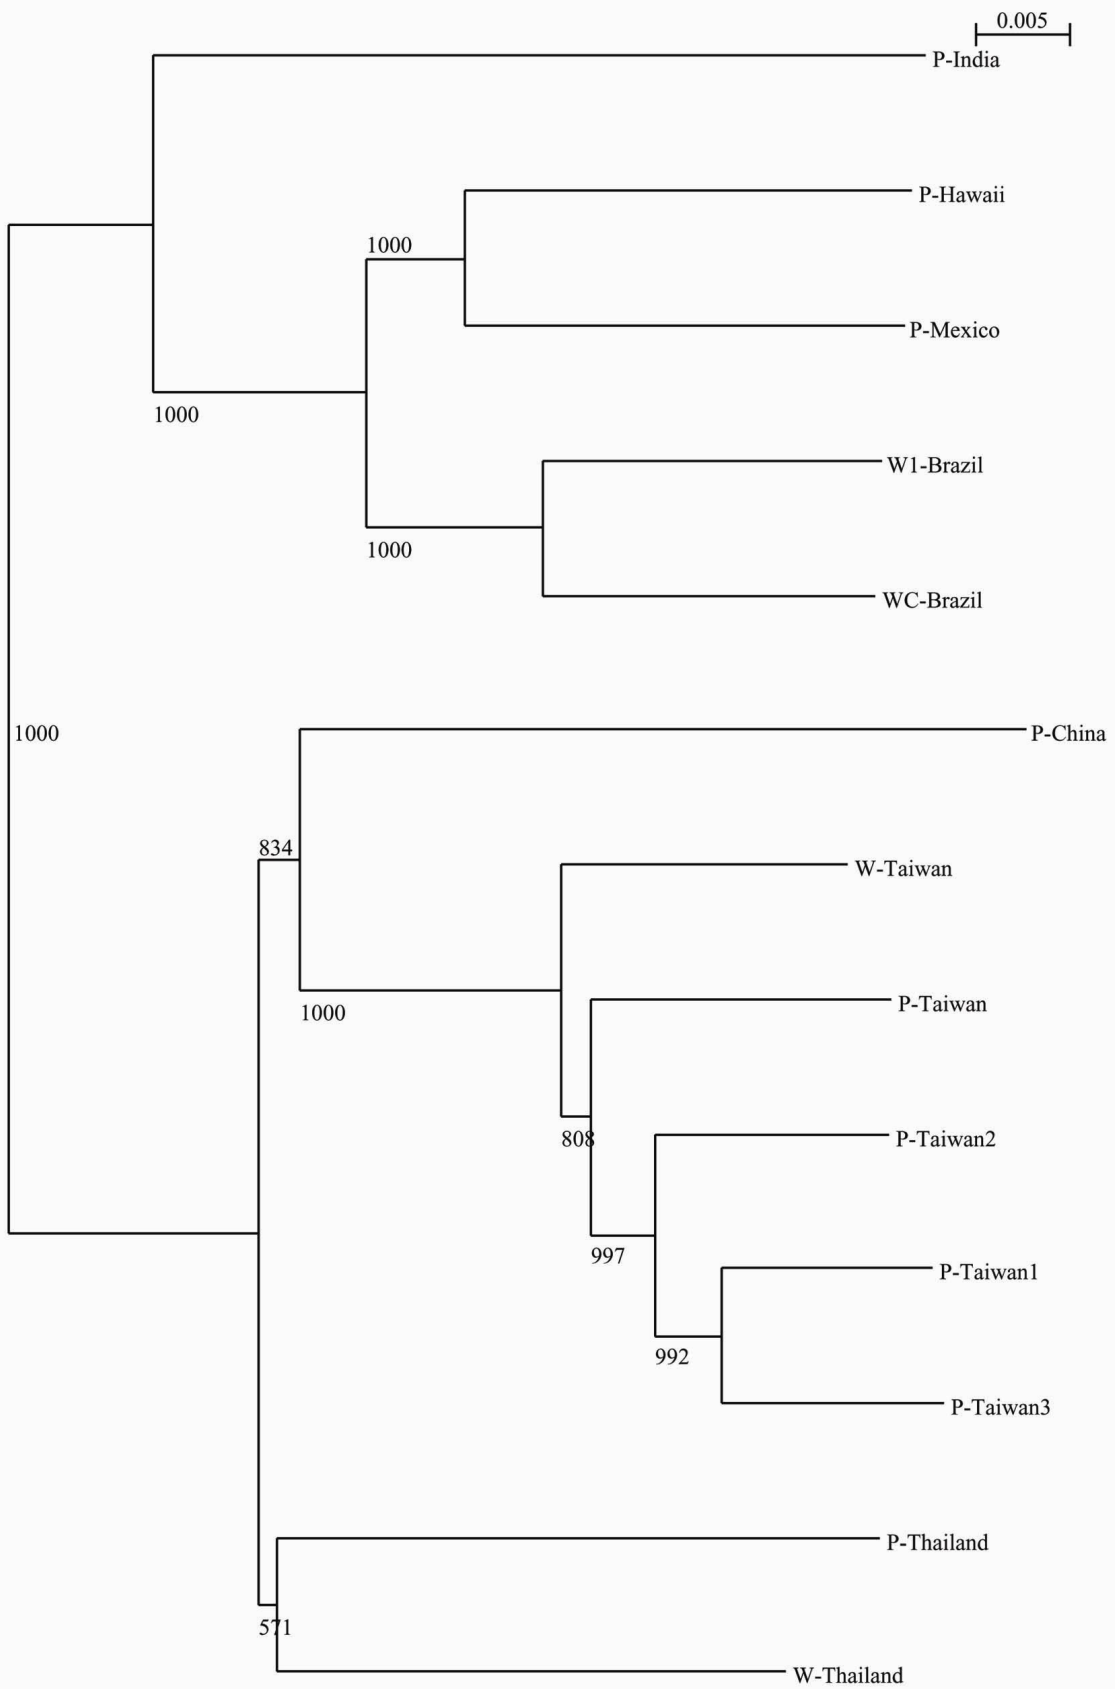 0.005
P-India
P-Hawaii
1000
P-Mexico
1000
W1-Brazil
1000
WC-Brazil
1000
P-China
834
W-Taiwan
P-Taiwan
1000
808
P-Taiwan2
997
P-Taiwan1
992
P-Taiwan3
P-Thailand
571
W-Thailand